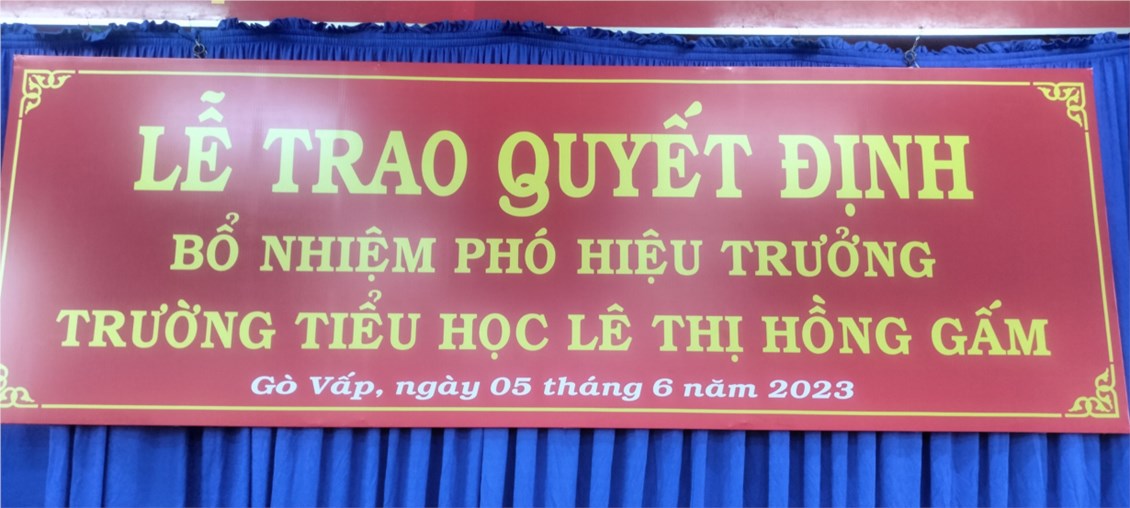 LỄ TRAO QUYẾT ĐỊNH
BỔ NHIỆM PHÓ HIỆU TRƯỞNG
TRƯỜNG TIỂU HỌC LÊ THỊ HỒNG GẤM
Gò Vấp, ngày 05 tháng 6 năm 2023